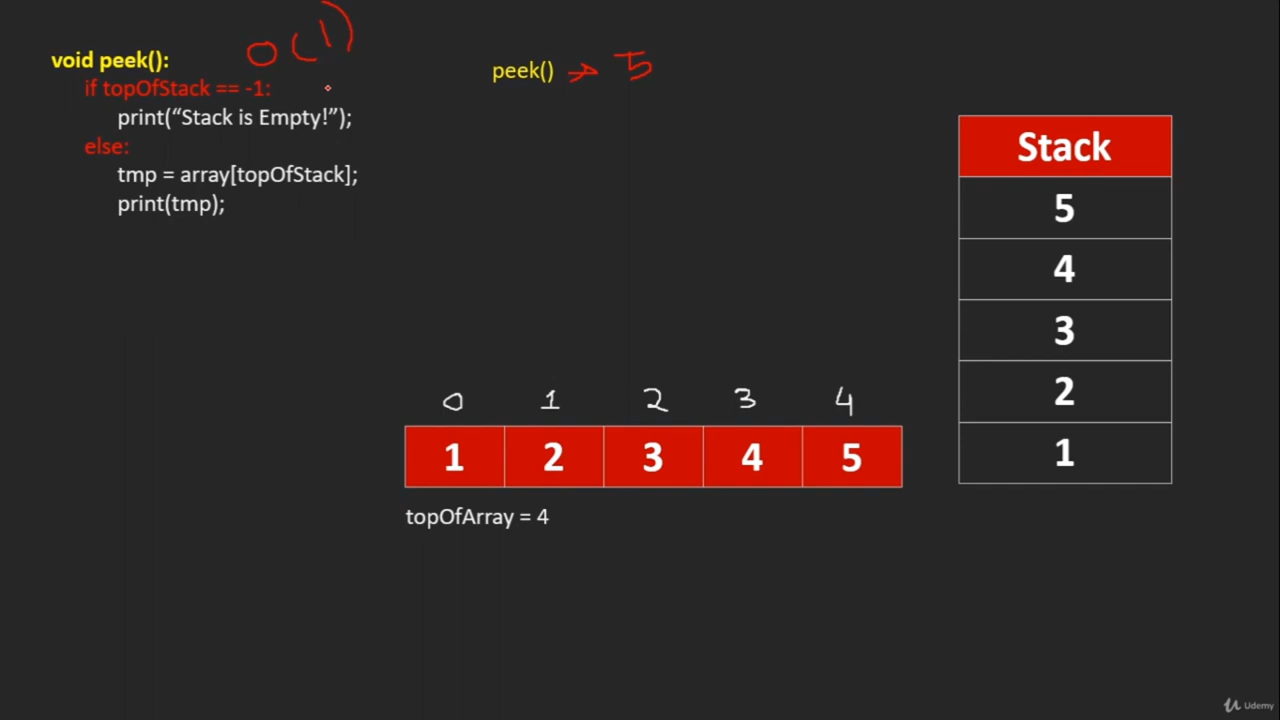 void peek(): O(1)
if topOfStack == -1:
print(“Stack is Empty!”);
else:
tmp = array[topOfStack];
print(tmp);
peek() → 5
Stack
5
4
3
2
1
0 1 2 3 4
1 2 3 4 5
topOfArray = 4
Udemy